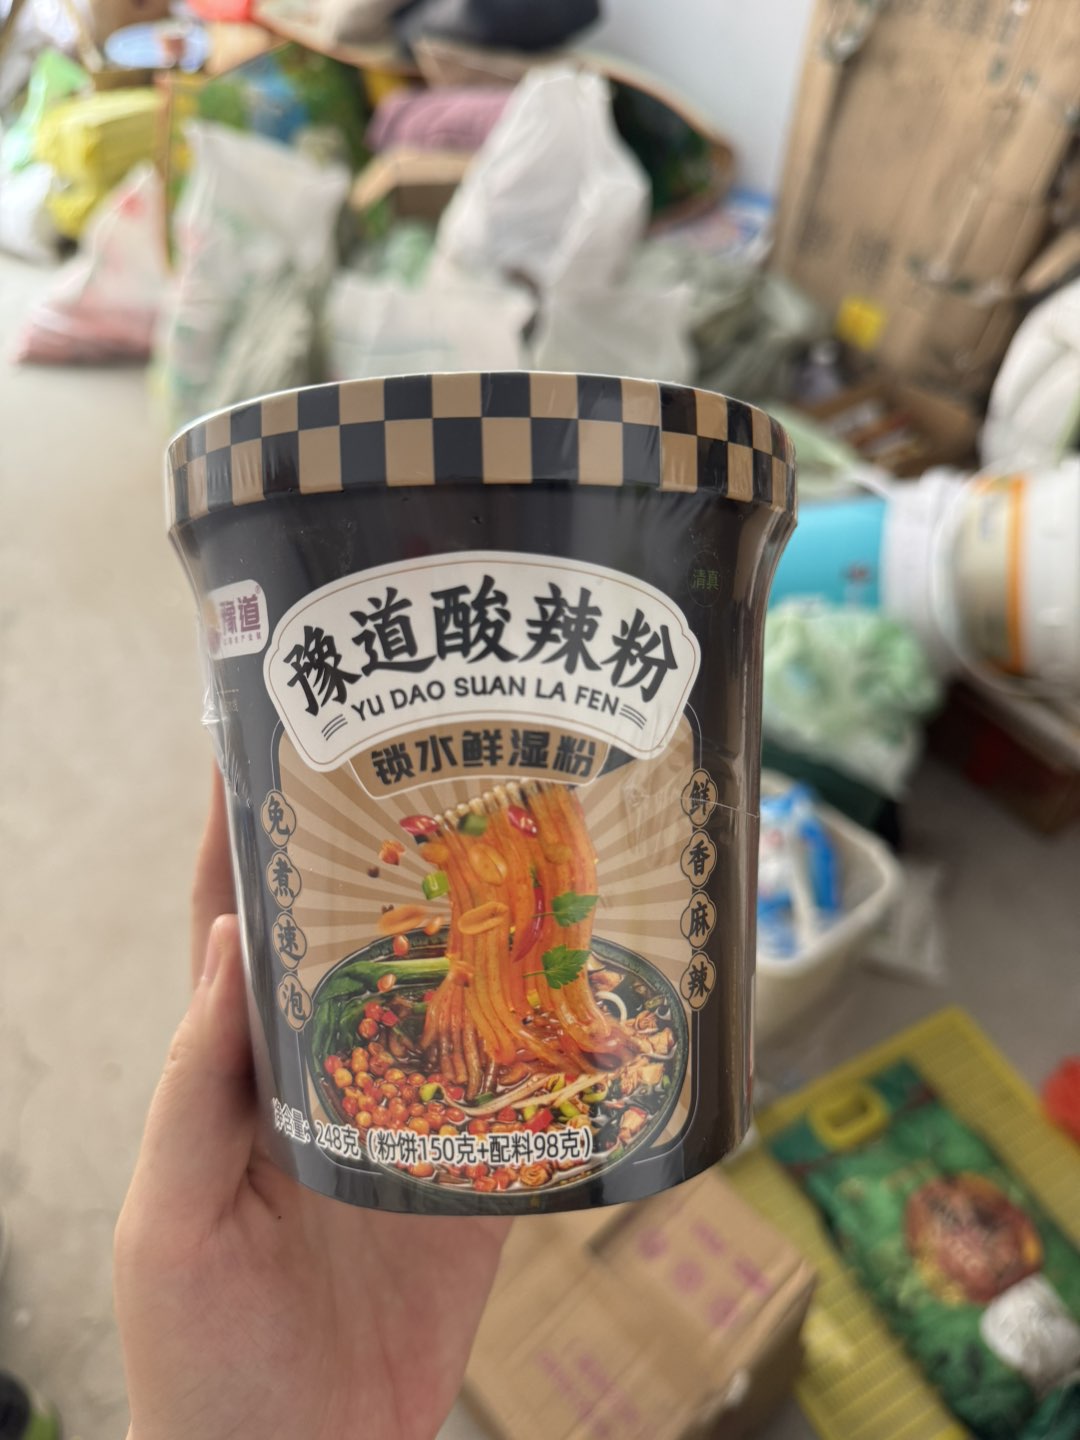 清真
豫道
豫道酸辣粉
YU DAO SUAN LA FEN
锁水鲜湿粉
免煮速泡
鲜香麻辣
净含量:248克(粉饼150克+配料98克)